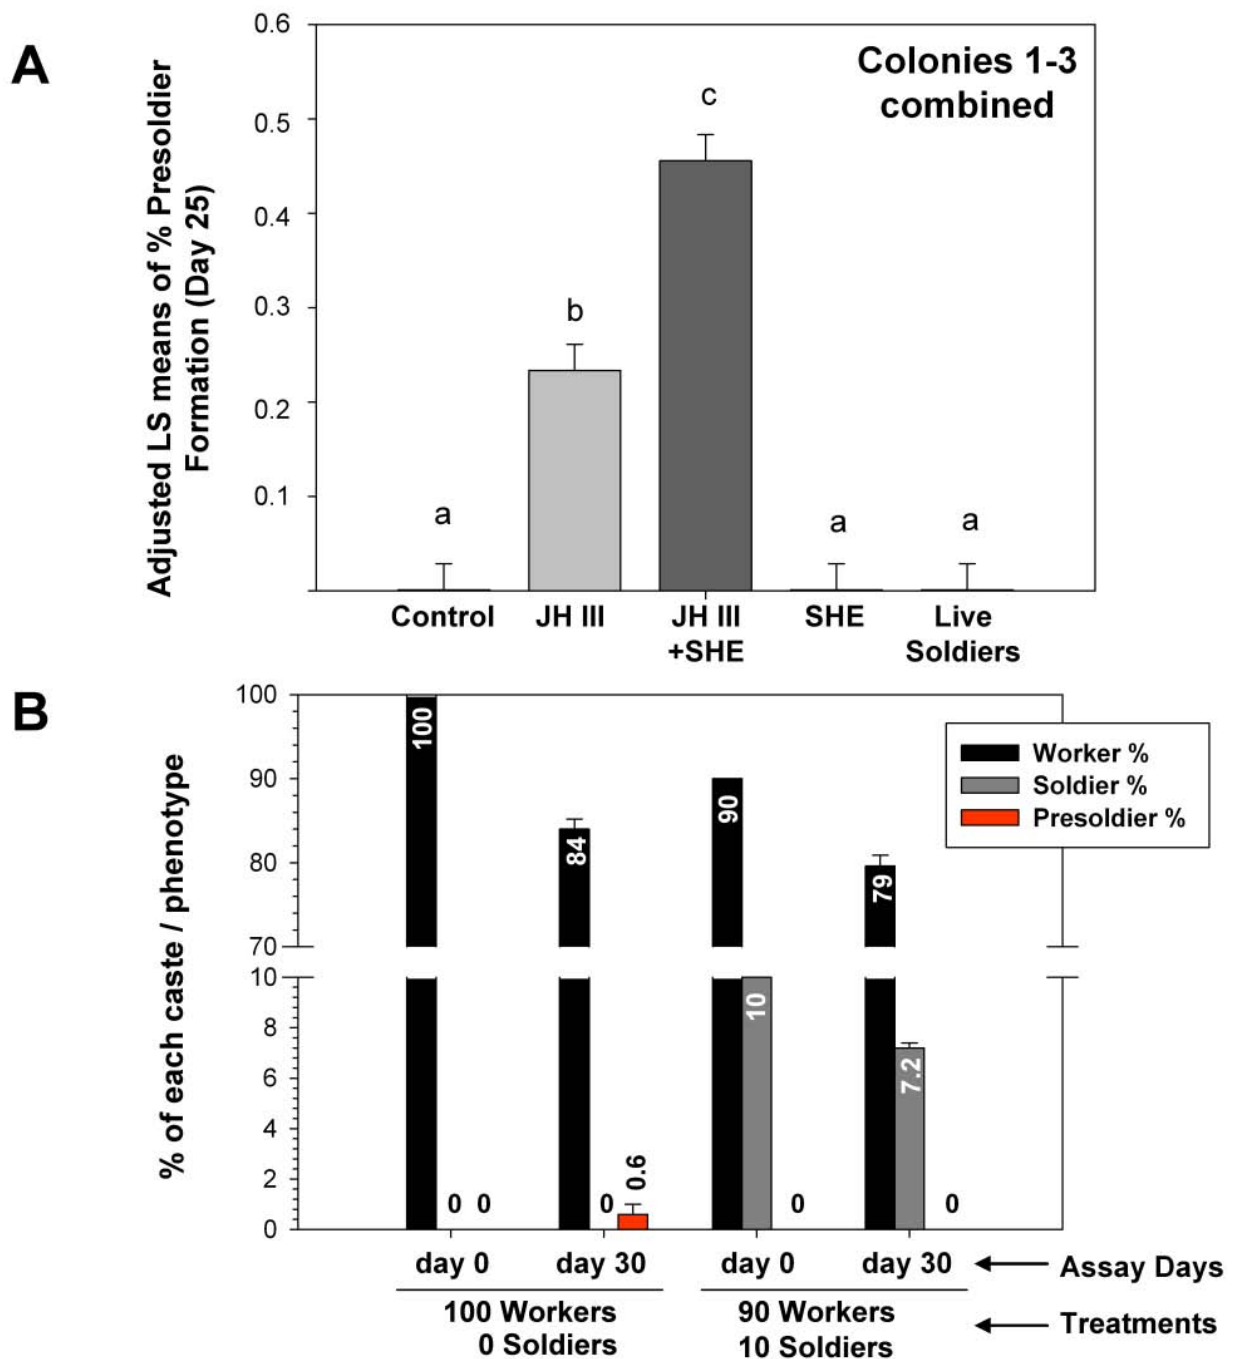 A
Adjusted LS means of % Presoldier
Formation (Day 25)
0.6
0.5
0.4
0.3
0.2
0.1
Colonies 1-3
combined
a
b
c
a
a
Control
JH III
JH III
+SHE
SHE
Live
Soldiers
B
% of each caste / phenotype
100
90
80
70
10
8
6
4
2
0
Worker %
Soldier %
Presoldier %
100
0
0
84
0
0.6
90
10
0
79
7.2
0
day 0
day 30
day 0
day 30
Assay Days
100 Workers
0 Soldiers
90 Workers
10 Soldiers
Treatments